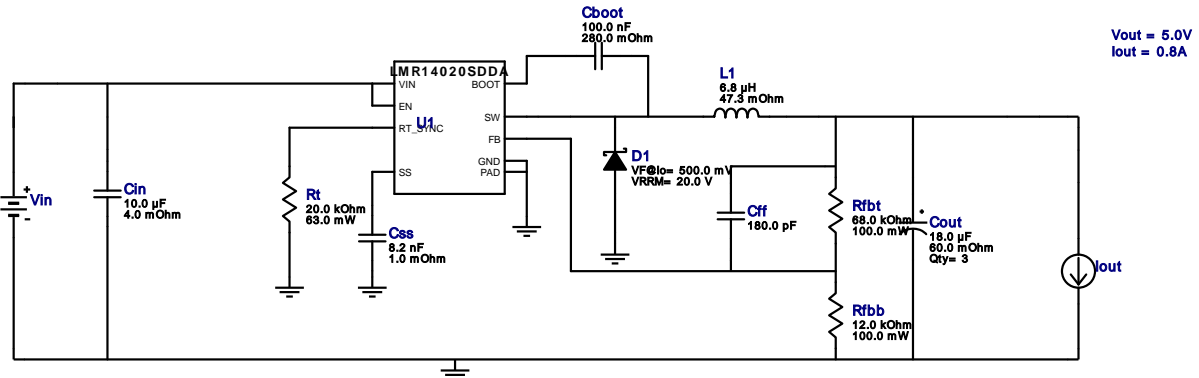 Cboot
100.0 nF
280.0 mOhm
Vout = 5.0V
Iout = 0.8A
LMR14020SDDA
VIN
BOOT
EN
SW
U1
RT_SYNC
FB
GND
PAD
SS
L1
6.8 µH
47.3 mOhm
D1
VF@Io= 500.0 mV
VRRM= 20.0 V
Vin
+
-
Cin
10.0 µF
4.0 mOhm
Rt
20.0 kOhm
63.0 mW
Css
8.2 nF
1.0 mOhm
Cff
180.0 pF
Rfbt
68.0 kOhm
100.0 mW
Cout
18.0 µF
60.0 mOhm
Qty= 3
Iout
Rfbb
12.0 kOhm
100.0 mW